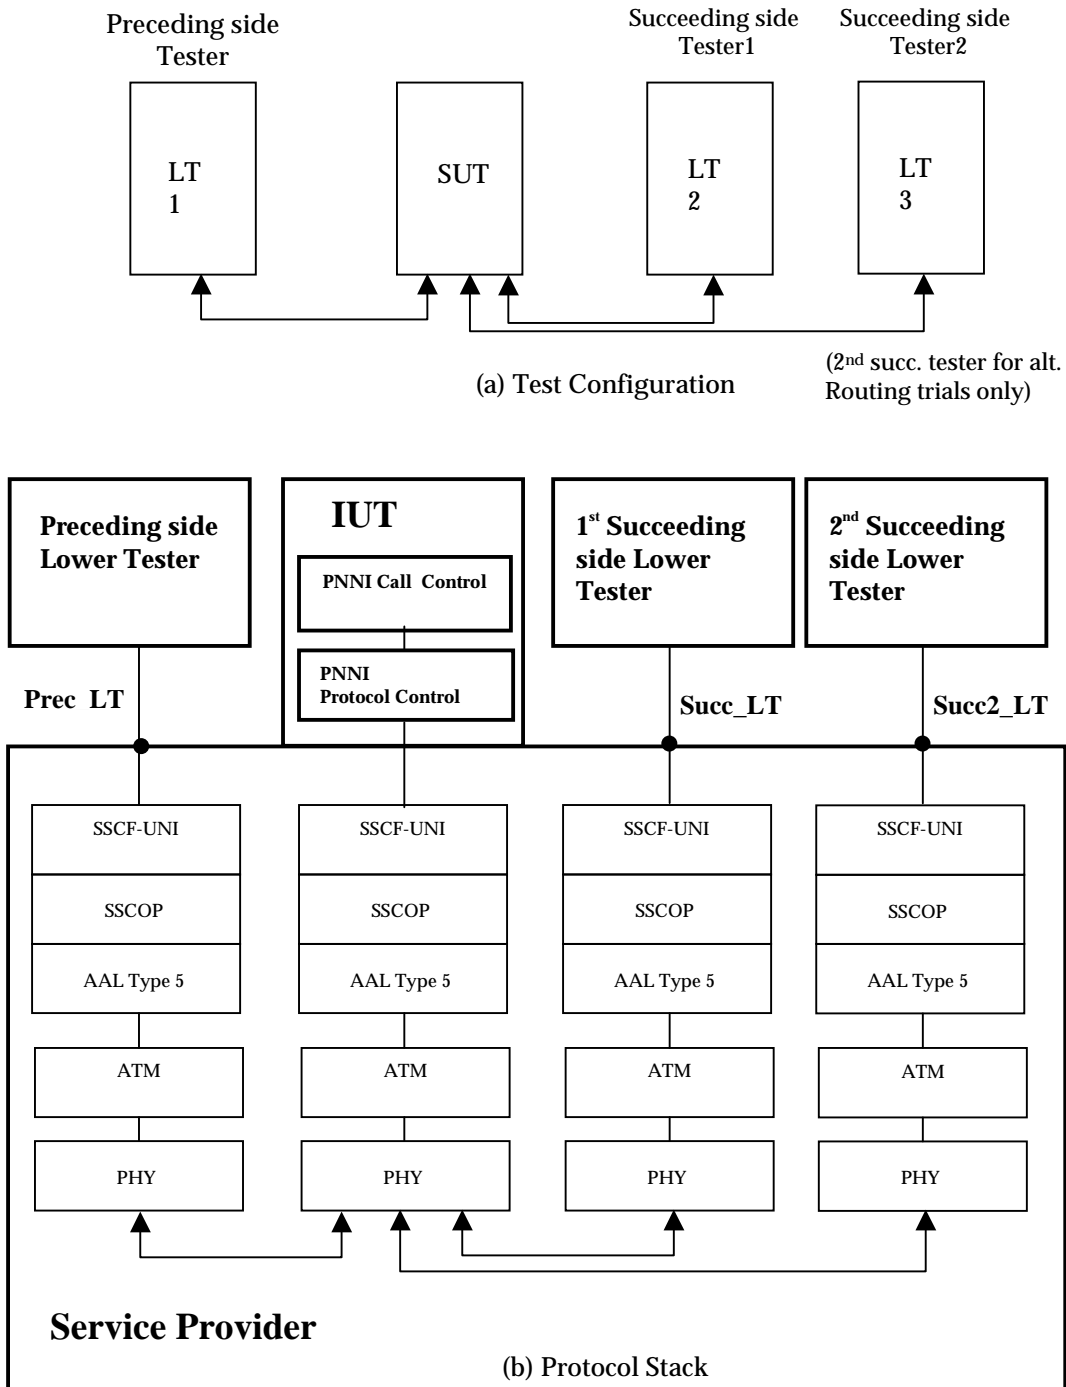 Preceding side
Tester
Succeeding side
Tester1
Succeeding side
Tester2
LT
1
SUT
LT
2
LT
3
(a) Test Configuration
(2nd succ. tester for alt.
Routing trials only)
Preceding side
Lower Tester
IUT
PNNI Call Control
PNNI
Protocol Control
1st Succeeding
side Lower
Tester
2nd Succeeding
side Lower
Tester
Prec LT
Succ_LT
Succ2_LT
SSCF-UNI
SSCF-UNI
SSCF-UNI
SSCF-UNI
SSCOP
SSCOP
SSCOP
SSCOP
AAL Type 5
AAL Type 5
AAL Type 5
AAL Type 5
ATM
ATM
ATM
ATM
PHY
PHY
PHY
PHY
Service Provider
(b) Protocol Stack